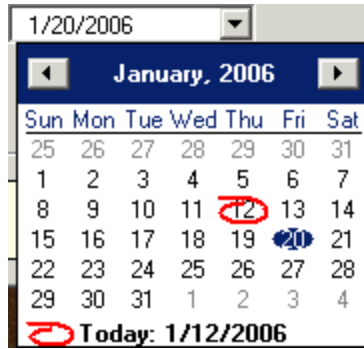 1/20/2006
January, 2006
Sun Mon Tue Wed Thu Fri Sat
25 26 27 28 29 30 31
1 2 3 4 5 6 7
8 9 10 11 12 13 14
15 16 17 18 19 20 21
22 23 24 25 26 27 28
29 30 31 1 2 3 4
Today: 1/12/2006